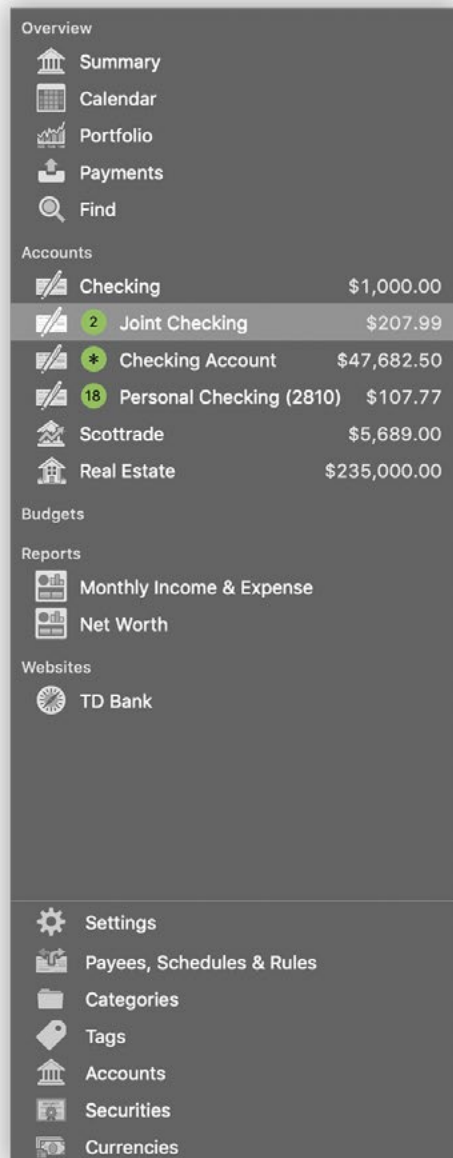 Overview
Summary
Calendar
Portfolio
Payments
Find
Accounts
Checking $1,000.00
2 Joint Checking $207.99
* Checking Account $47,682.50
18 Personal Checking (2810) $107.77
Scottrade $5,689.00
Real Estate $235,000.00
Budgets
Reports
Monthly Income & Expense
Net Worth
Websites
TD Bank
Settings
Payees, Schedules & Rules
Categories
Tags
Accounts
Securities
Currencies